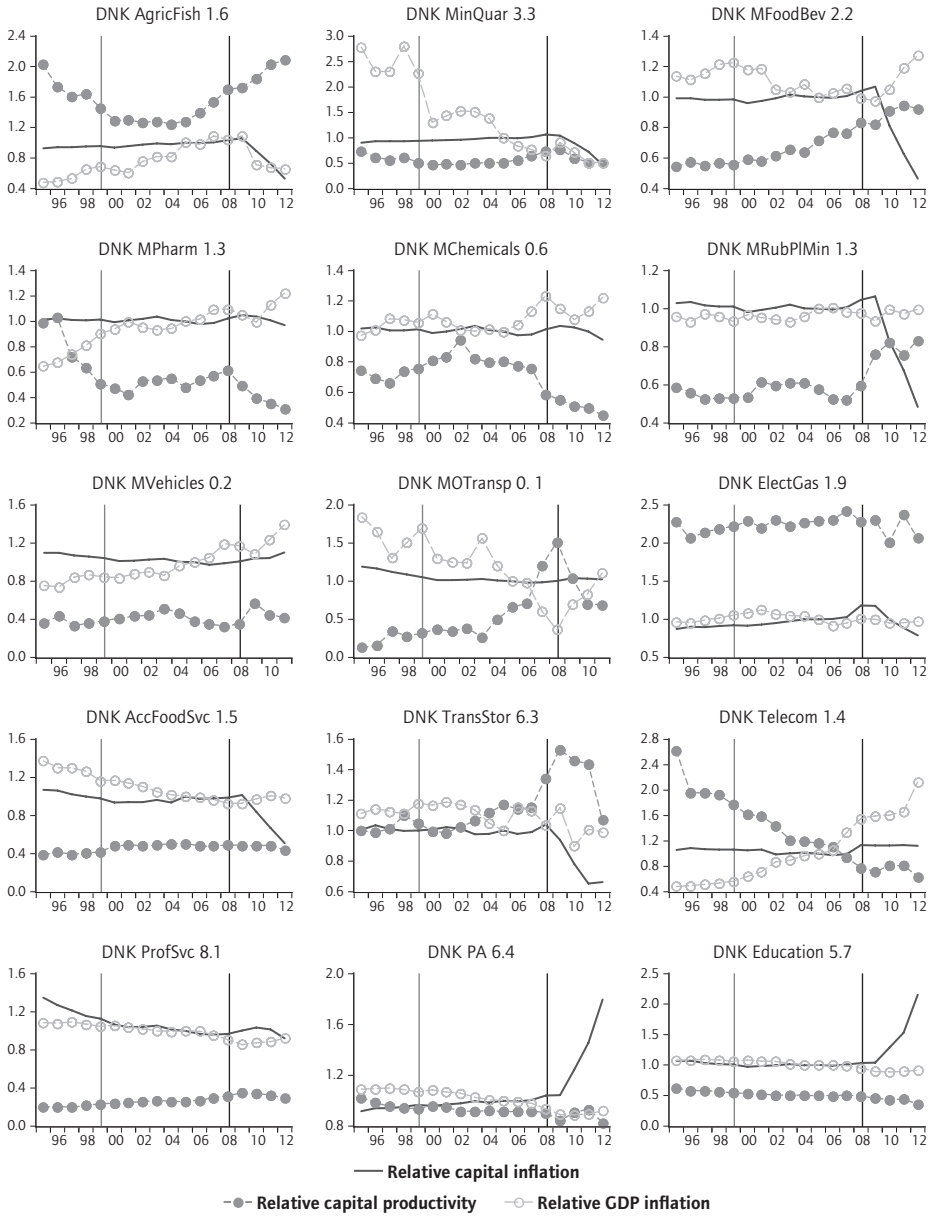 DNK AgricFish 1.6
2.4
2.0
1.6
1.2
0.8
0.4
96 98 00 02 04 06 08 10 12
DNK MinQuar 3.3
3.0
2.5
2.0
1.5
1.0
0.5
0.0
96 98 00 02 04 06 08 10 12
DNK MFoodBev 2.2
1.4
1.2
1.0
0.8
0.6
0.4
96 98 00 02 04 06 08 10 12
DNK MPharm 1.3
1.4
1.2
1.0
0.8
0.6
0.4
0.2
96 98 00 02 04 06 08 10 12
DNK MChemicals 0.6
1.4
1.2
1.0
0.8
0.6
0.4
96 98 00 02 04 06 08 10 12
DNK MRubPlMin 1.3
1.2
1.0
0.8
0.6
0.4
96 98 00 02 04 06 08 10 12
DNK MVehicles 0.2
1.6
1.2
0.8
0.4
0.0
96 98 00 02 04 06 08 10
DNK MOTransp 0. 1
2.0
1.5
1.0
0.5
0.0
96 98 00 02 04 06 08 10
DNK ElectGas 1.9
2.5
2.0
1.5
1.0
0.5
96 98 00 02 04 06 08 10 12
DNK AccFoodSvc 1.5
1.6
1.2
0.8
0.4
0.0
96 98 00 02 04 06 08 10 12
DNK TransStor 6.3
1.6
1.4
1.2
1.0
0.8
0.6
96 98 00 02 04 06 08 10 12
DNK Telecom 1.4
2.8
2.4
2.0
1.6
1.2
0.8
0.4
96 98 00 02 04 06 08 10 12
DNK ProfSvc 8.1
1.6
1.2
0.8
0.4
0.0
96 98 00 02 04 06 08 10 12
DNK PA 6.4
2.0
1.6
1.2
0.8
96 98 00 02 04 06 08 10 12
DNK Education 5.7
2.5
2.0
1.5
1.0
0.5
0.0
96 98 00 02 04 06 08 10 12
Relative capital inflation
Relative capital productivity Relative GDP inflation